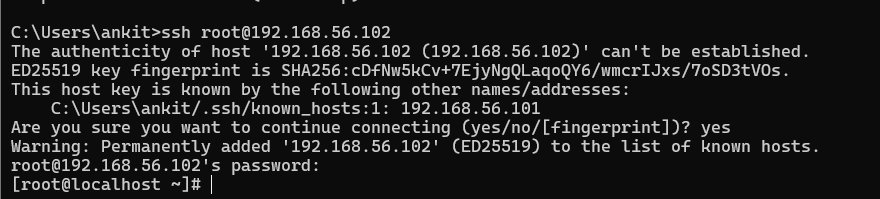 C:\Users\ankit>ssh root@192.168.56.102
The authenticity of host '192.168.56.102 (192.168.56.102)' can't be established.
ED25519 key fingerprint is SHA256:cDfNw5kCv+7EjyNgQLaqoQY6/wmcrIJxs/7oSD3tVOs.
This host key is known by the following other names/addresses:
    C:\Users\ankit/.ssh/known_hosts:1: 192.168.56.101
Are you sure you want to continue connecting (yes/no/[fingerprint])? yes
Warning: Permanently added '192.168.56.102' (ED25519) to the list of known hosts.
root@192.168.56.102's password:
[root@localhost ~]#